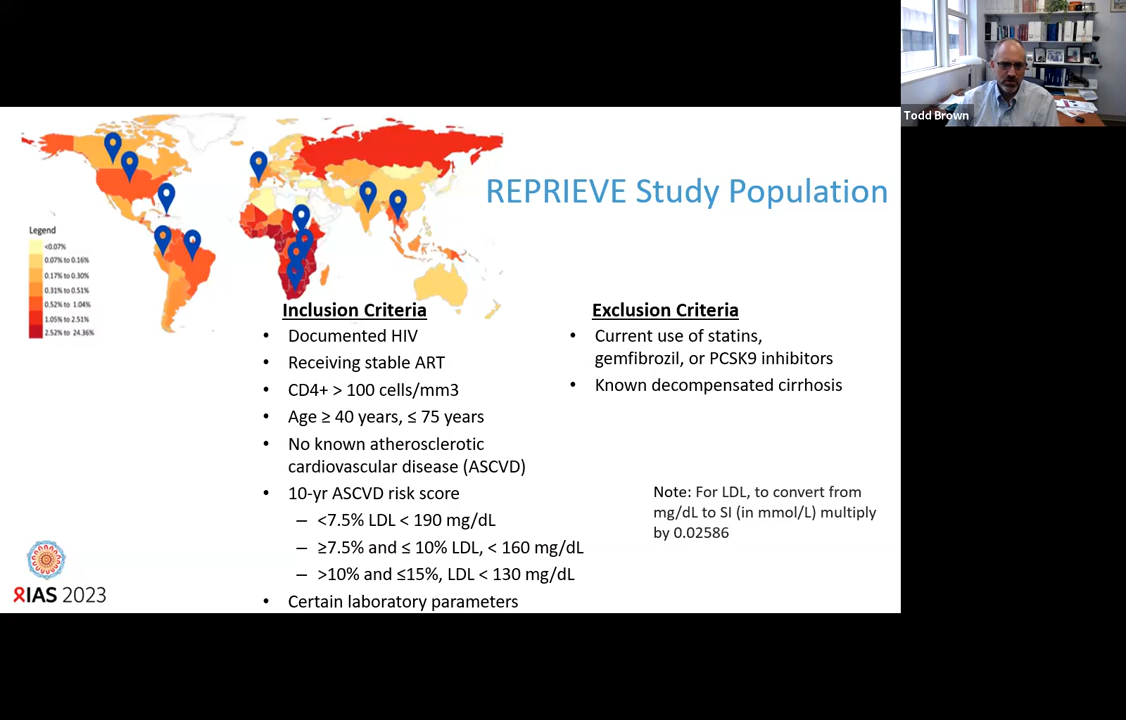 Todd Brown
REPRIEVE Study Population
Legend
<0.07%
0.07% to 0.16%
0.17% to 0.30%
0.31% to 0.51%
0.52% to 1.04%
1.05% to 2.51%
2.52% to 24.36%
Inclusion Criteria
• Documented HIV
• Receiving stable ART
• CD4+ > 100 cells/mm3
• Age ≥ 40 years, ≤ 75 years
• No known atherosclerotic
cardiovascular disease (ASCVD)
• 10-yr ASCVD risk score
– <7.5% LDL < 190 mg/dL
– ≥7.5% and ≤ 10% LDL, < 160 mg/dL
– >10% and ≤15%, LDL < 130 mg/dL
• Certain laboratory parameters
Exclusion Criteria
• Current use of statins,
gemfibrozil, or PCSK9 inhibitors
• Known decompensated cirrhosis
Note: For LDL, to convert from
mg/dL to SI (in mmol/L) multiply
by 0.02586
IAS 2023